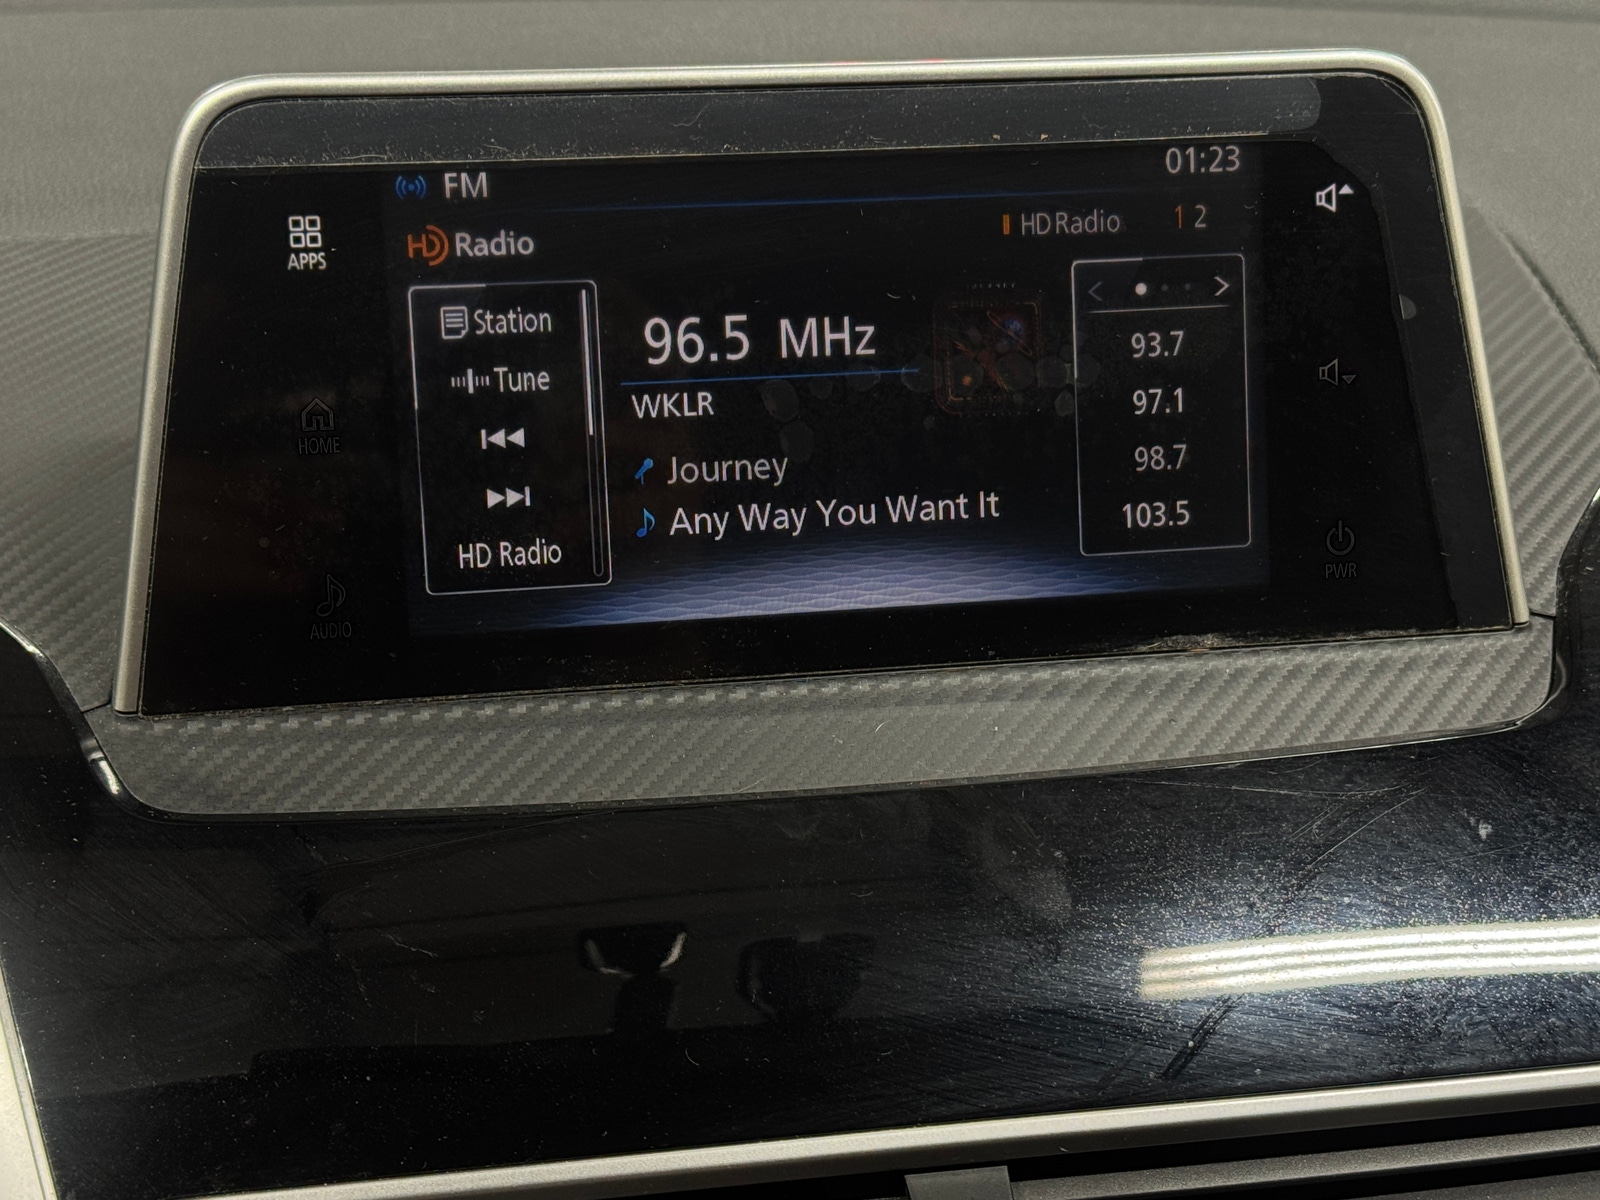 FM
01:23
HD Radio
HD Radio 1 2
APPS
Station
Tune
HD Radio
HOME
AUDIO
96.5 MHz
WKLR
Journey
Any Way You Want It
93.7
97.1
98.7
103.5
PWR